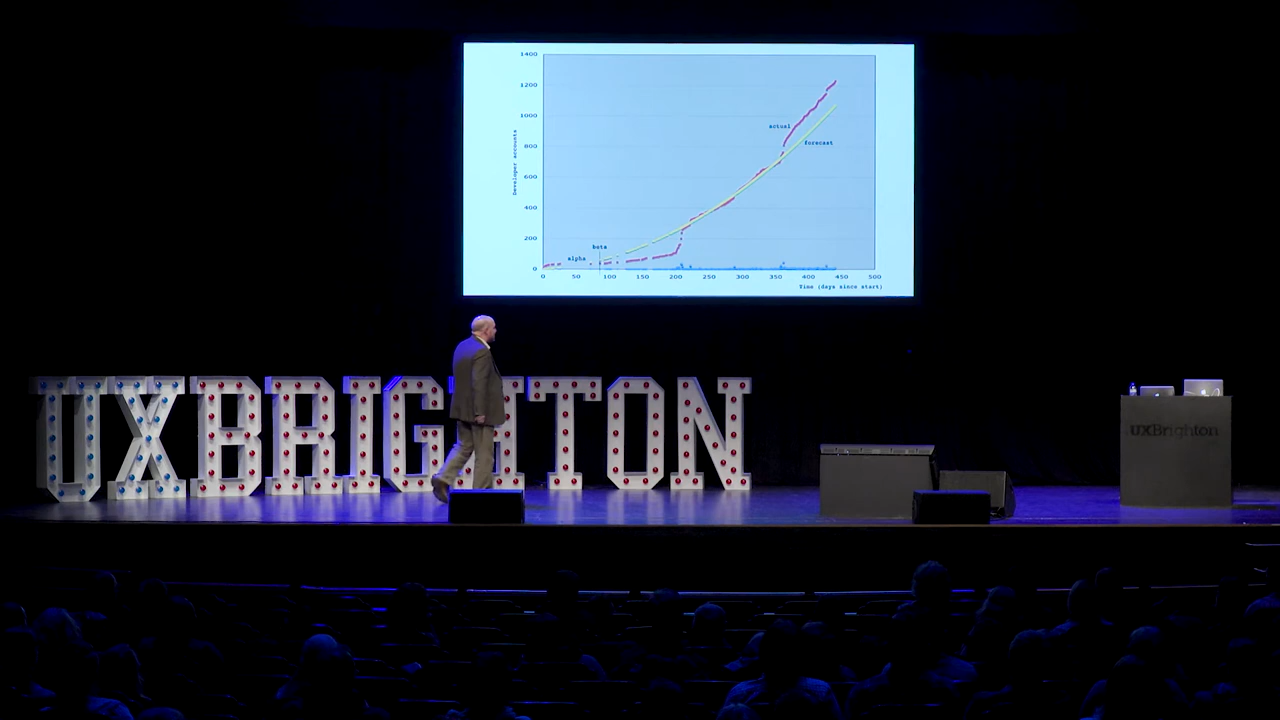 1400
1200
1000
800
600
400
200
0
Developer accounts
actual
forecast
beta
alpha
0 50 100 150 200 250 300 350 400 450 500
Time (days since start)
UXBRIGHTON
UXBrighton